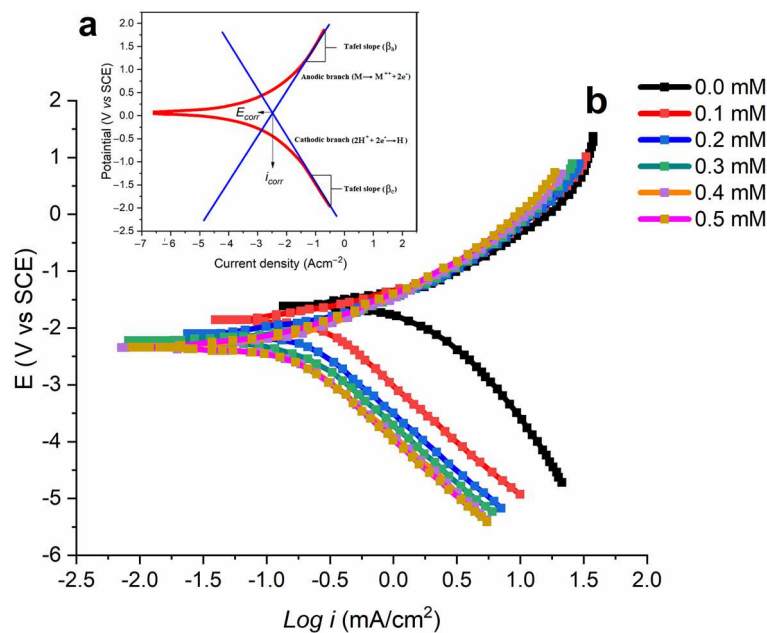 a
Potaintial (V vs SCE)
2.0
1.5
1.0
0.5
0.0
−0.5
−1.0
−1.5
−2.0
−2.5
Tafel slope (βa)
Anodic branch (M→ M⁺⁺+2e⁻)
Ecorr
Cathodic branch (2H⁺ + 2e⁻→H)
icorr
Tafel slope (βc)
−7 −6 −5 −4 −3 −2 −1 0 1 2
Current density (Acm⁻²)
b
0.0 mM
0.1 mM
0.2 mM
0.3 mM
0.4 mM
0.5 mM
E (V vs SCE)
2
1
0
-1
-2
-3
-4
-5
-6
-2.5 -2.0 -1.5 -1.0 -0.5 0.0 0.5 1.0 1.5 2.0
Log i (mA/cm²)